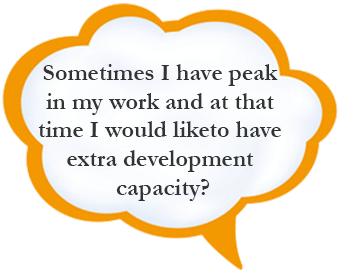 Sometimes I have peak
in my work and at that
time I would liketo have
extra development
capacity?